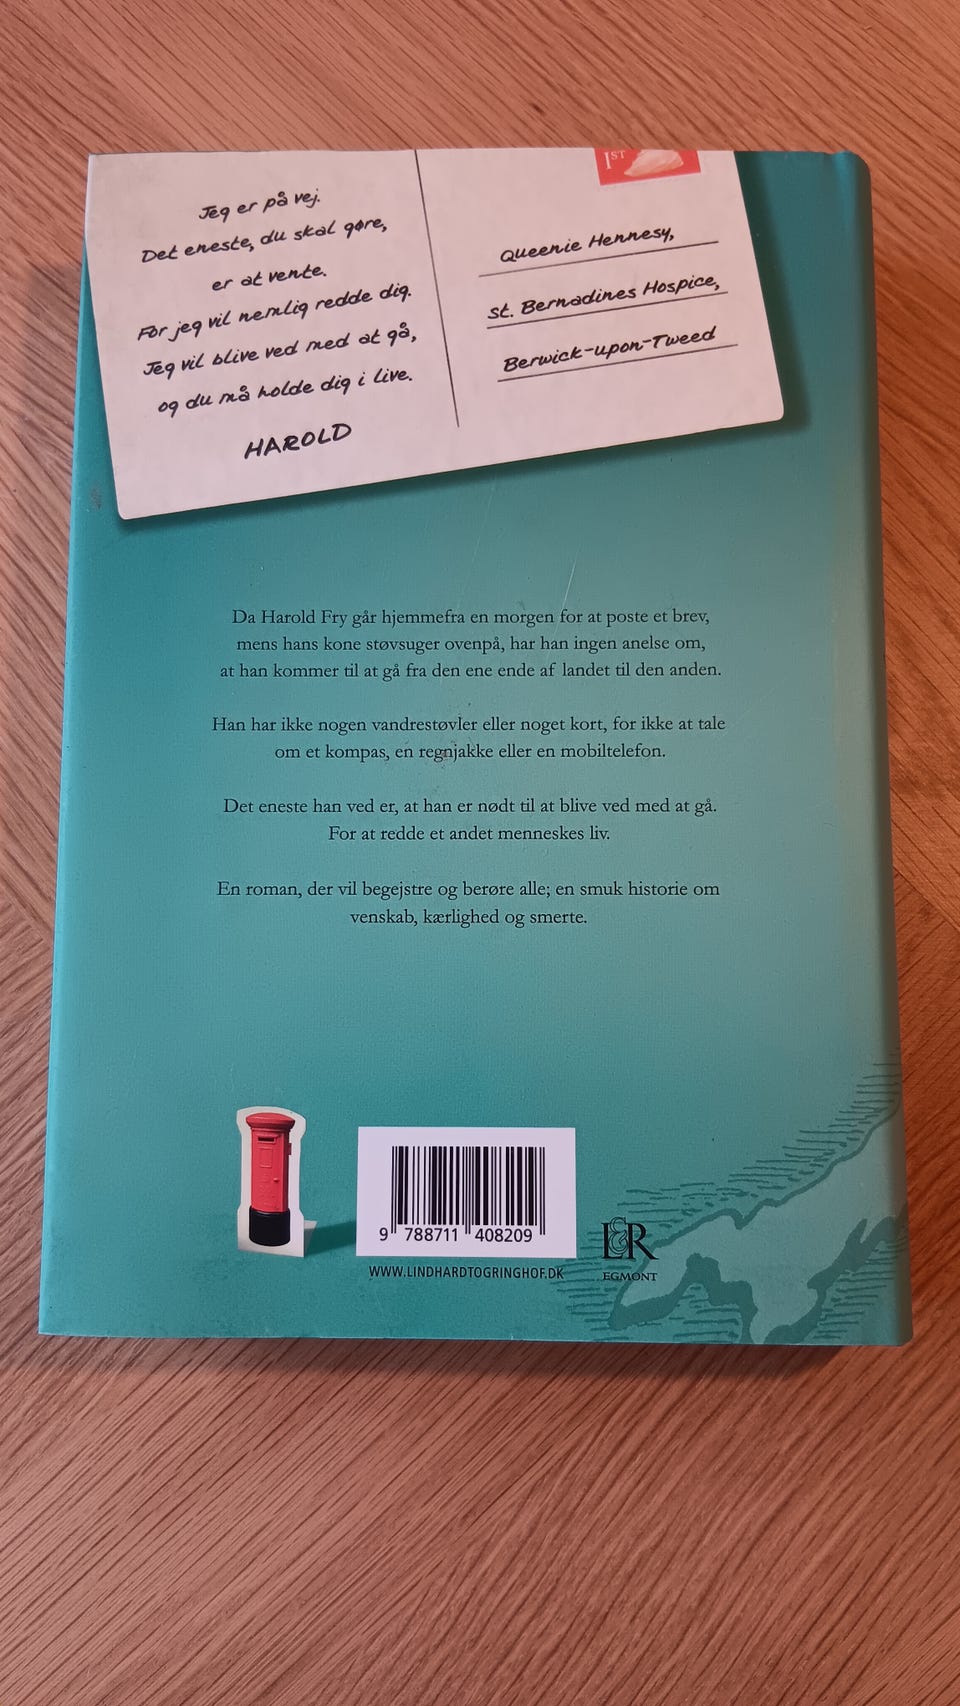 Jeg er på vej.
Det eneste, du skal gøre,
er at vente.
For jeg vil nemlig redde dig.
Jeg vil blive ved med at gå,
og du må holde dig i live.
HAROLD
1ST
Queenie Hennesy,
St. Bernadines Hospice,
Berwick-upon-Tweed
Da Harold Fry går hjemmefra en morgen for at poste et brev,
mens hans kone støvsuger ovenpå, har han ingen anelse om,
at han kommer til at gå fra den ene ende af landet til den anden.
Han har ikke nogen vandrestøvler eller noget kort, for ikke at tale
om et kompas, en regnjakke eller en mobiltelefon.
Det eneste han ved er, at han er nødt til at blive ved med at gå.
For at redde et andet menneskes liv.
En roman, der vil begejstre og berøre alle; en smuk historie om
venskab, kærlighed og smerte.
9 788711 408209
WWW.LINDHARDTOGRINGHOF.DK
L&R
EGMONT